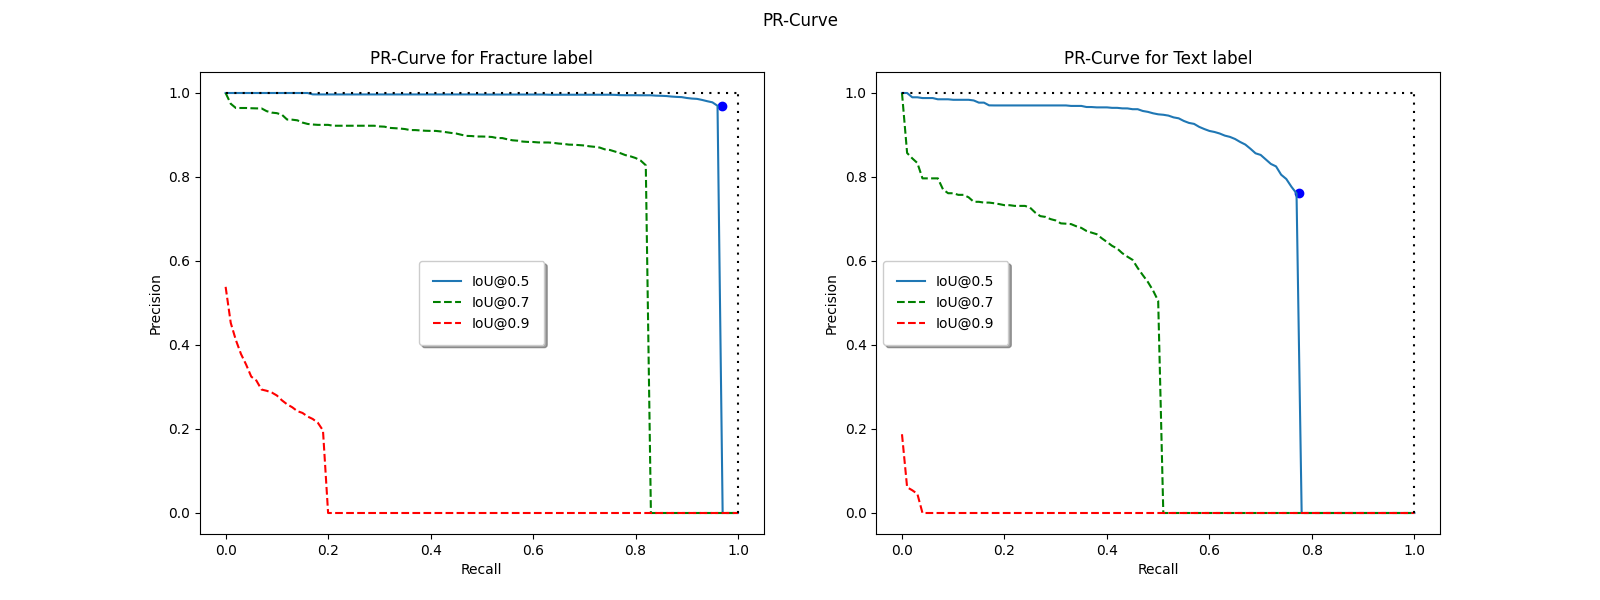 PR-Curve
PR-Curve for Fracture label
1.0
0.8
0.6
0.4
0.2
0.0
Precision
IoU@0.5
IoU@0.7
IoU@0.9
0.0 0.2 0.4 0.6 0.8 1.0
Recall
PR-Curve for Text label
1.0
0.8
0.6
0.4
0.2
0.0
Precision
IoU@0.5
IoU@0.7
IoU@0.9
0.0 0.2 0.4 0.6 0.8 1.0
Recall